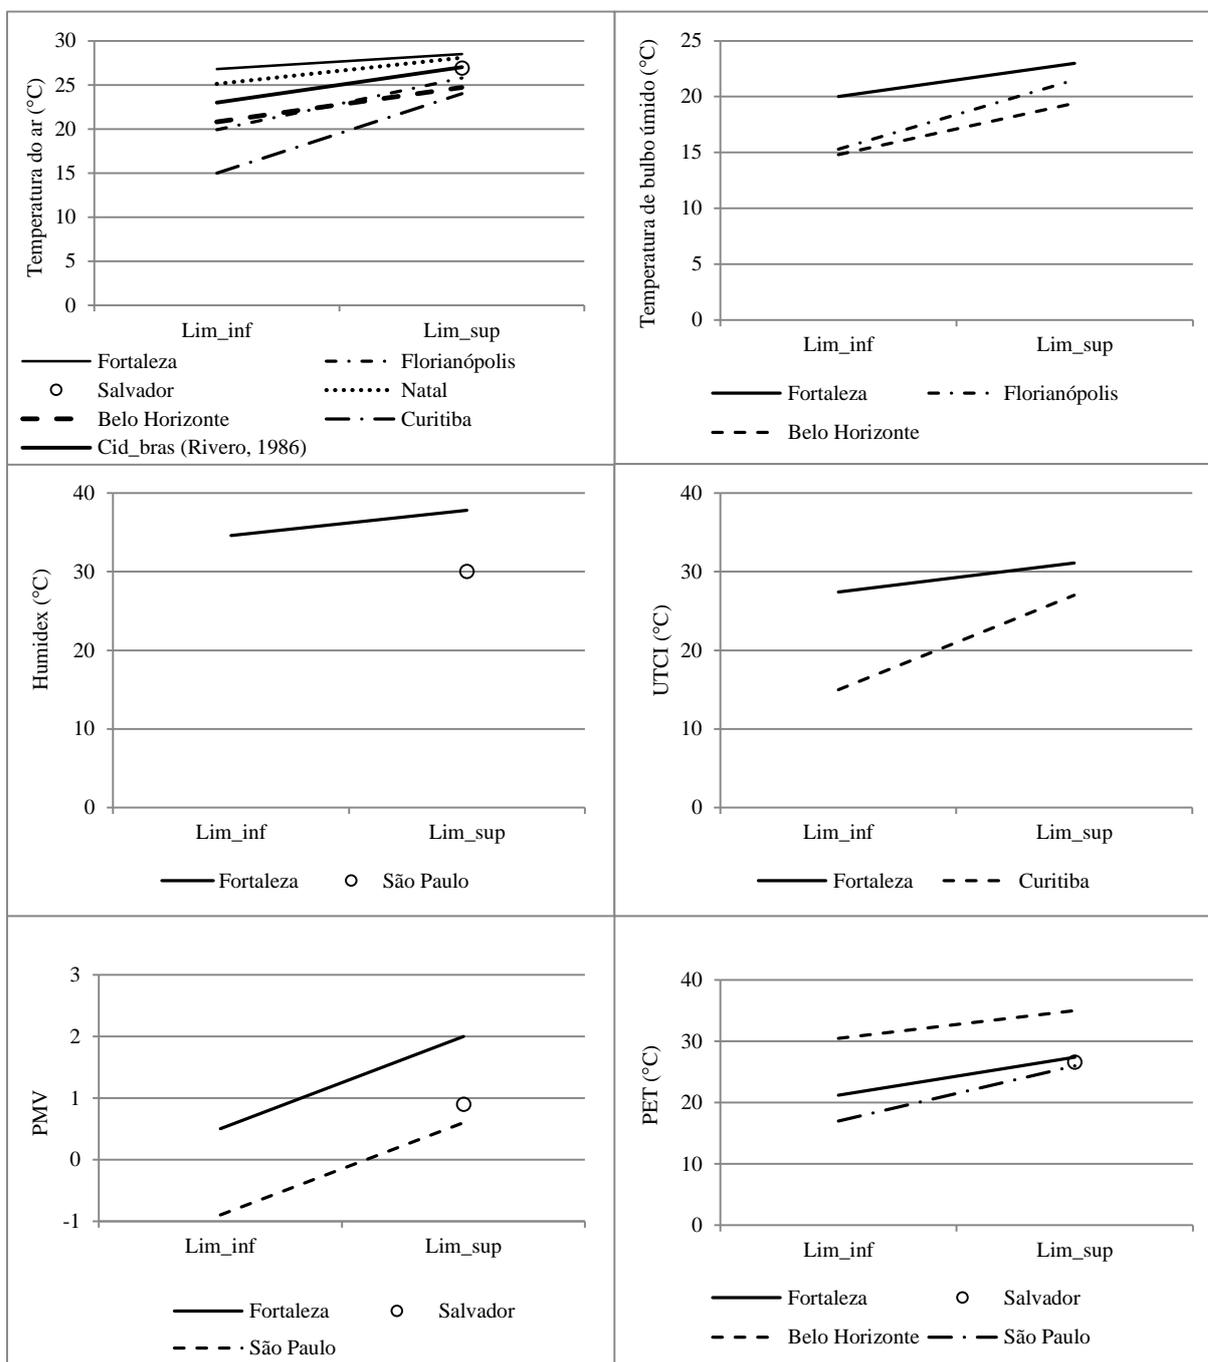 Temperatura do ar (°C)
30
25
20
15
10
5
0
Lim_inf Lim_sup
Fortaleza Florianópolis
Salvador Natal
Belo Horizonte Curitiba
Cid_bras (Rivero, 1986)
Temperatura de bulbo úmido (°C)
25
20
15
10
5
0
Lim_inf Lim_sup
Fortaleza Florianópolis
Belo Horizonte
Humidex (°C)
40
30
20
10
0
Lim_inf Lim_sup
Fortaleza São Paulo
UTCI (°C)
40
30
20
10
0
Lim_inf Lim_sup
Fortaleza Curitiba
PMV
3
2
1
0
-1
Lim_inf Lim_sup
Fortaleza Salvador
São Paulo
PET (°C)
40
30
20
10
0
Lim_inf Lim_sup
Fortaleza Salvador
Belo Horizonte São Paulo